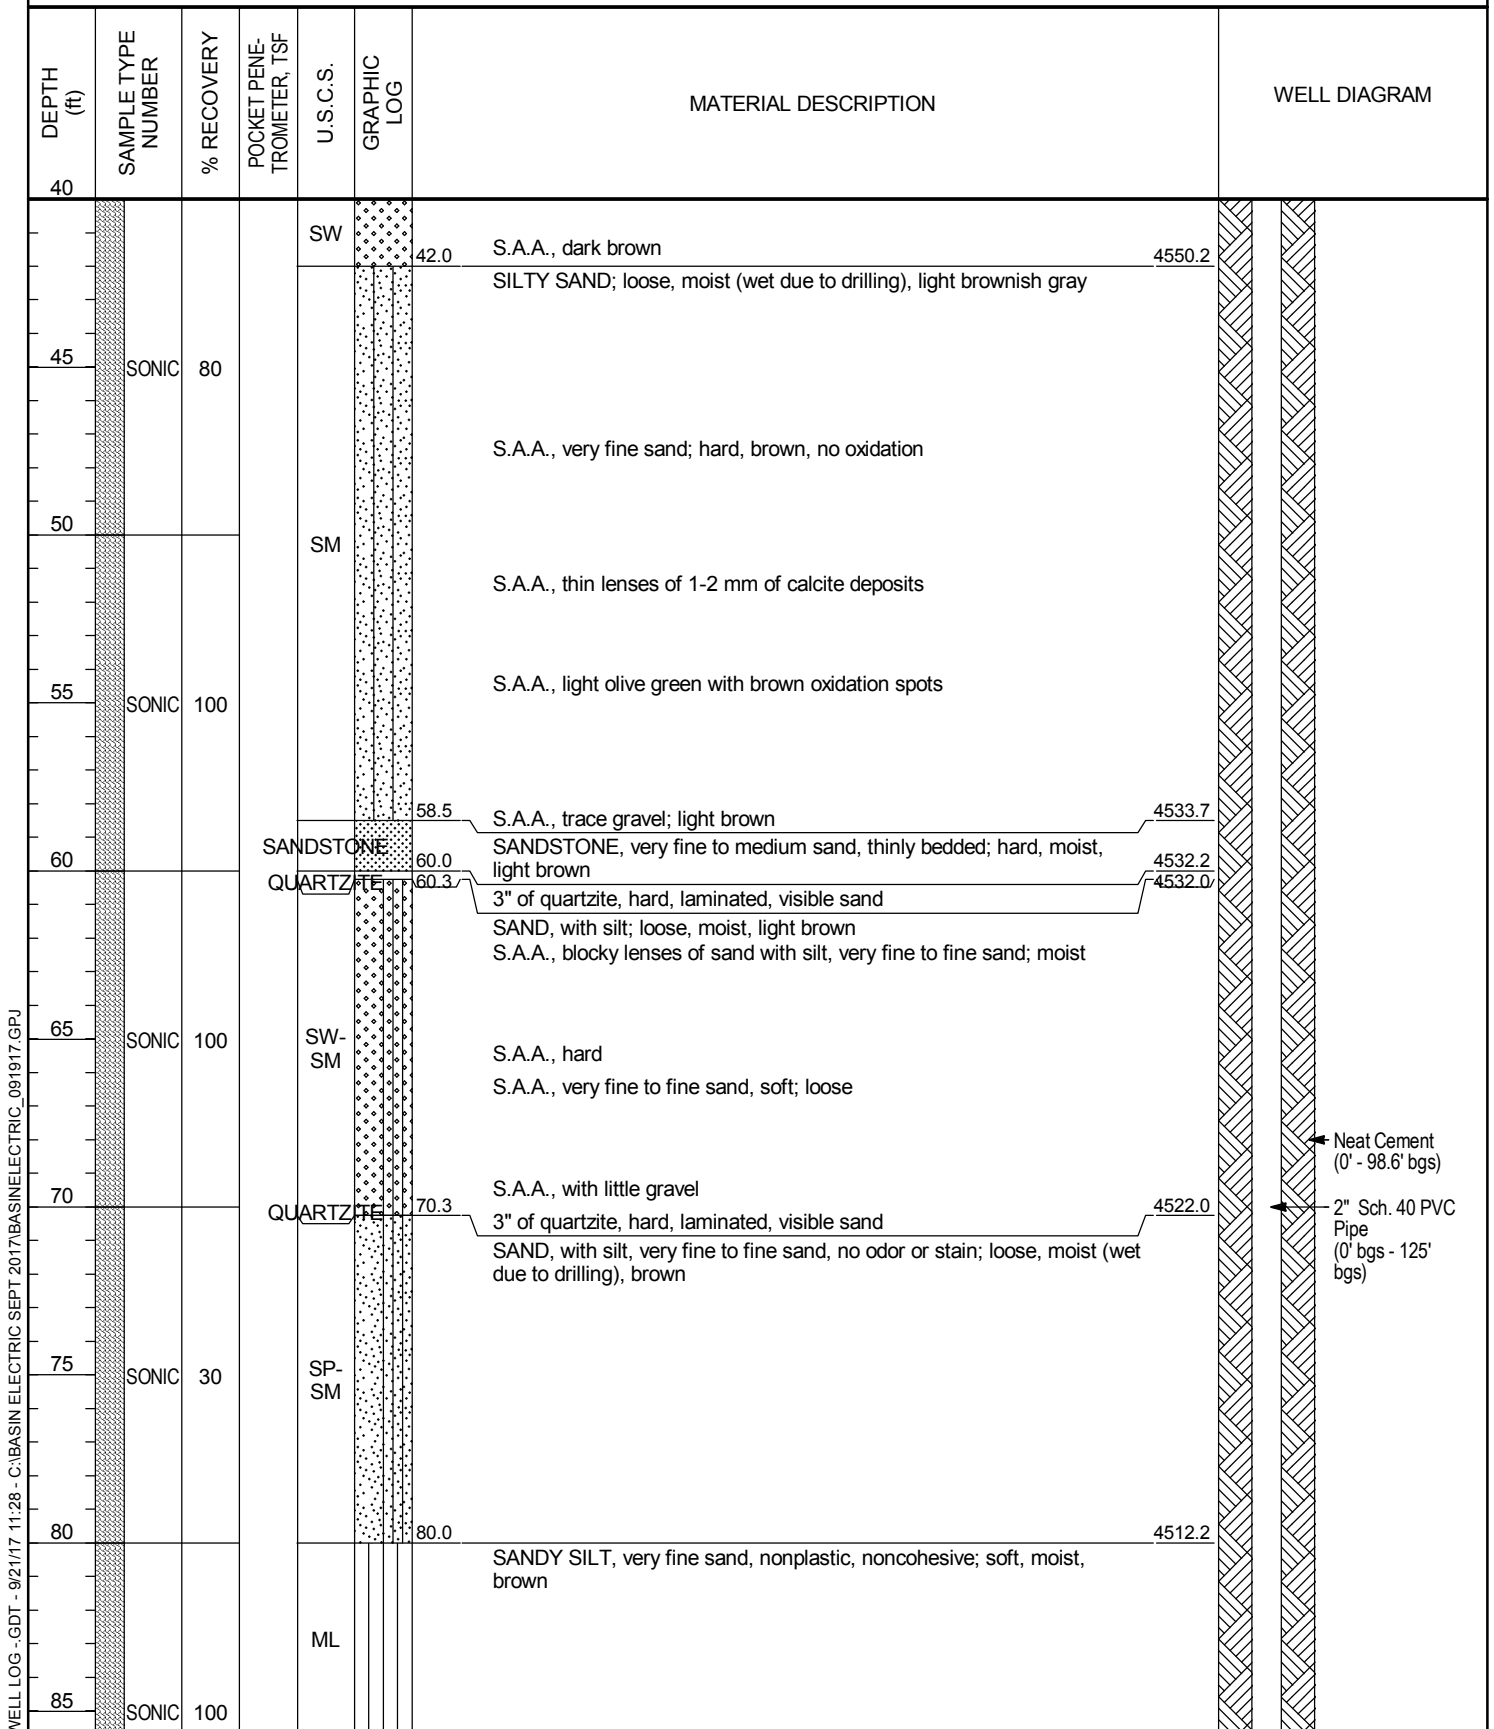 DEPTH
(ft)
SAMPLE TYPE
NUMBER
% RECOVERY
POCKET PENE-
TROMETER, TSF
U.S.C.S.
GRAPHIC
LOG
MATERIAL DESCRIPTION
WELL DIAGRAM
40
SW
S.A.A., dark brown
42.0
4550.2
SILTY SAND; loose, moist (wet due to drilling), light brownish gray
45
SONIC
80
S.A.A., very fine sand; hard, brown, no oxidation
50
SM
S.A.A., thin lenses of 1-2 mm of calcite deposits
S.A.A., light olive green with brown oxidation spots
55
SONIC
100
58.5
S.A.A., trace gravel; light brown
4533.7
SANDSTONE
SANDSTONE, very fine to medium sand, thinly bedded; hard, moist,
light brown
60
60.0
4532.2
QUARTZITE
60.3
4532.0
3" of quartzite, hard, laminated, visible sand
SAND, with silt; loose, moist, light brown
S.A.A., blocky lenses of sand with silt, very fine to fine sand; moist
65
SONIC
100
SW-
SM
S.A.A., hard
S.A.A., very fine to fine sand, soft; loose
Neat Cement
(0' - 98.6' bgs)
S.A.A., with little gravel
70
QUARTZITE
70.3
4522.0
3" of quartzite, hard, laminated, visible sand
2" Sch. 40 PVC
Pipe
(0' bgs - 125'
bgs)
SAND, with silt, very fine to fine sand, no odor or stain; loose, moist (wet
due to drilling), brown
75
SONIC
30
SP-
SM
80
80.0
4512.2
SANDY SILT, very fine sand, nonplastic, noncohesive; soft, moist,
brown
ML
85
SONIC
100
WELL LOG -.GDT - 9/21/17 11:28 - C:\BASIN ELECTRIC SEPT 2017\BASINELECTRIC_091917.GPJ